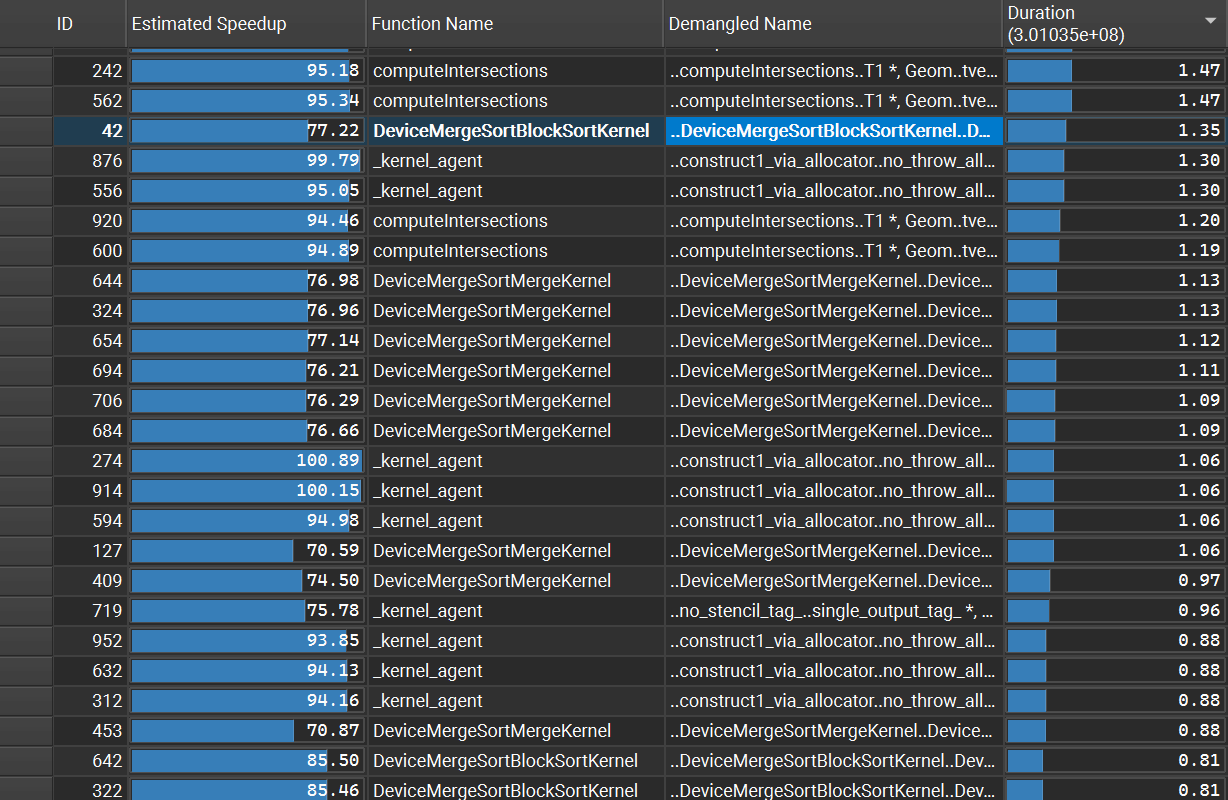 ID Estimated Speedup Function Name Demangled Name Duration
(3.01035e+08)
242 95.18 computeIntersections ..computeIntersections..T1 *, Geom..tve... 1.47
562 95.34 computeIntersections ..computeIntersections..T1 *, Geom..tve... 1.47
42 77.22 DeviceMergeSortBlockSortKernel ..DeviceMergeSortBlockSortKernel..D... 1.35
876 99.79 _kernel_agent ..construct1_via_allocator..no_throw_all... 1.30
556 95.05 _kernel_agent ..construct1_via_allocator..no_throw_all... 1.30
920 94.46 computeIntersections ..computeIntersections..T1 *, Geom..tve... 1.20
600 94.89 computeIntersections ..computeIntersections..T1 *, Geom..tve... 1.19
644 76.98 DeviceMergeSortMergeKernel ..DeviceMergeSortMergeKernel..Device... 1.13
324 76.96 DeviceMergeSortMergeKernel ..DeviceMergeSortMergeKernel..Device... 1.13
654 77.14 DeviceMergeSortMergeKernel ..DeviceMergeSortMergeKernel..Device... 1.12
694 76.21 DeviceMergeSortMergeKernel ..DeviceMergeSortMergeKernel..Device... 1.11
706 76.29 DeviceMergeSortMergeKernel ..DeviceMergeSortMergeKernel..Device... 1.09
684 76.66 DeviceMergeSortMergeKernel ..DeviceMergeSortMergeKernel..Device... 1.09
274 100.89 _kernel_agent ..construct1_via_allocator..no_throw_all... 1.06
914 100.15 _kernel_agent ..construct1_via_allocator..no_throw_all... 1.06
594 94.98 _kernel_agent ..construct1_via_allocator..no_throw_all... 1.06
127 70.59 DeviceMergeSortMergeKernel ..DeviceMergeSortMergeKernel..Device... 1.06
409 74.50 DeviceMergeSortMergeKernel ..DeviceMergeSortMergeKernel..Device... 0.97
719 75.78 _kernel_agent ..no_stencil_tag_..single_output_tag_ *, ... 0.96
952 93.85 _kernel_agent ..construct1_via_allocator..no_throw_all... 0.88
632 94.13 _kernel_agent ..construct1_via_allocator..no_throw_all... 0.88
312 94.16 _kernel_agent ..construct1_via_allocator..no_throw_all... 0.88
453 70.87 DeviceMergeSortMergeKernel ..DeviceMergeSortMergeKernel..Device... 0.88
642 85.50 DeviceMergeSortBlockSortKernel ..DeviceMergeSortBlockSortKernel..Dev... 0.81
322 85.46 DeviceMergeSortBlockSortKernel ..DeviceMergeSortBlockSortKernel..Dev... 0.81